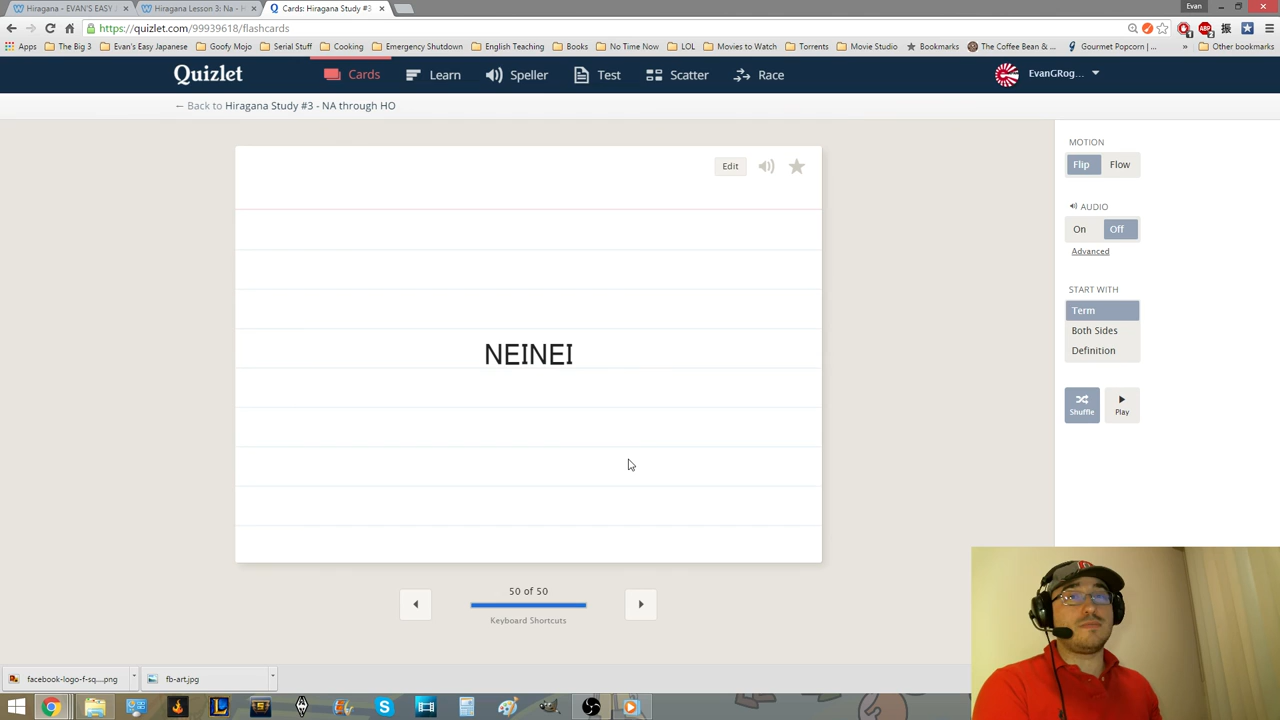 Hiragana - EVAN'S EASY
Hiragana Lesson 3: Na - H
Cards: Hiragana Study #3
Evan
https://quizlet.com/99939618/flashcards
Apps The Big 3 Evan's Easy Japanese Goofy Mojo Serial Stuff Cooking Emergency Shutdown English Teaching Books No Time Now LOL Movies to Watch Torrents Movie Studio Bookmarks The Coffee Bean & ... Gourmet Popcorn | ... » Other bookmarks
Quizlet Cards Learn Speller Test Scatter Race EvanGRog...
← Back to Hiragana Study #3 - NA through HO
Edit
NEINEI
50 of 50
Keyboard Shortcuts
MOTION
Flip Flow
AUDIO
On Off
Advanced
START WITH
Term
Both Sides
Definition
Shuffle Play
facebook-logo-f-sq....png
fb-art.jpg